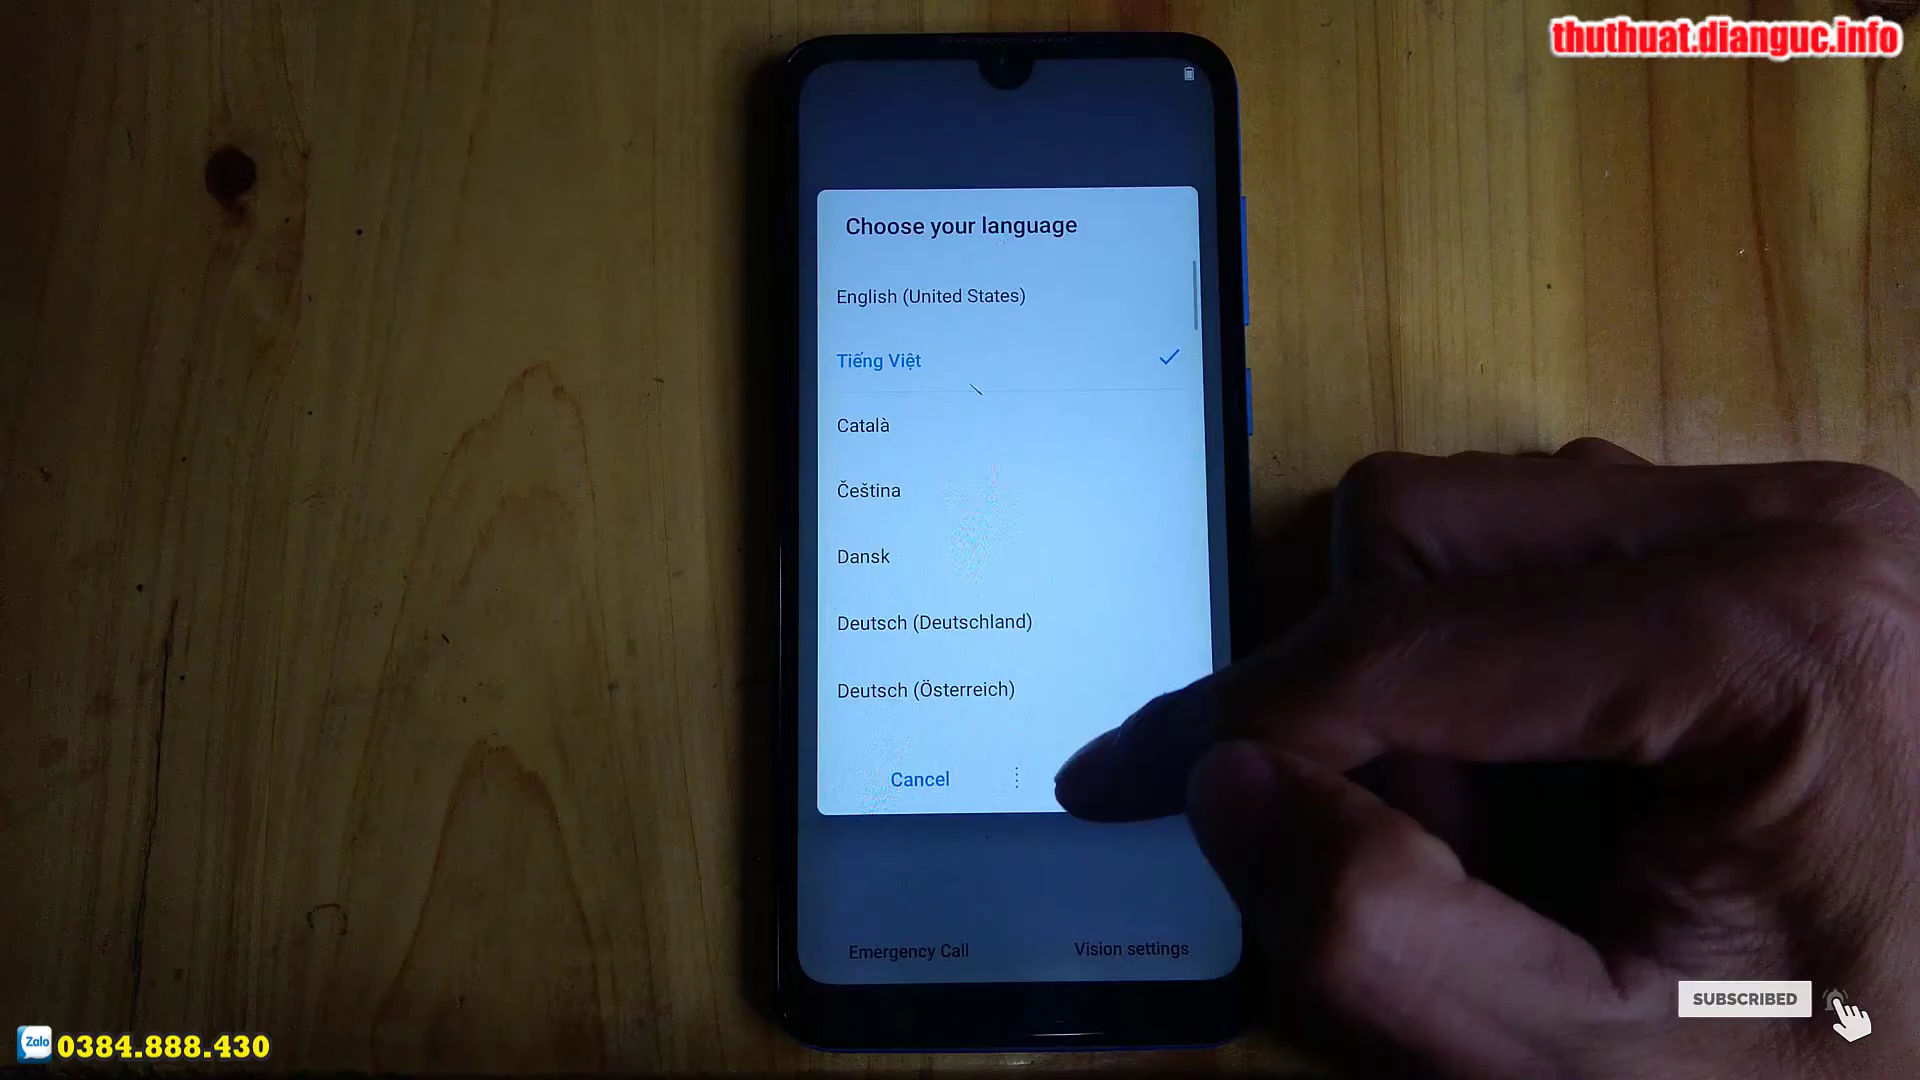 thuthuat.dianguc.info
Choose your language
English (United States)
Tiếng Việt
Català
Čeština
Dansk
Deutsch (Deutschland)
Deutsch (Österreich)
Cancel
Emergency Call
Vision settings
SUBSCRIBED
Zalo
0384.888.430